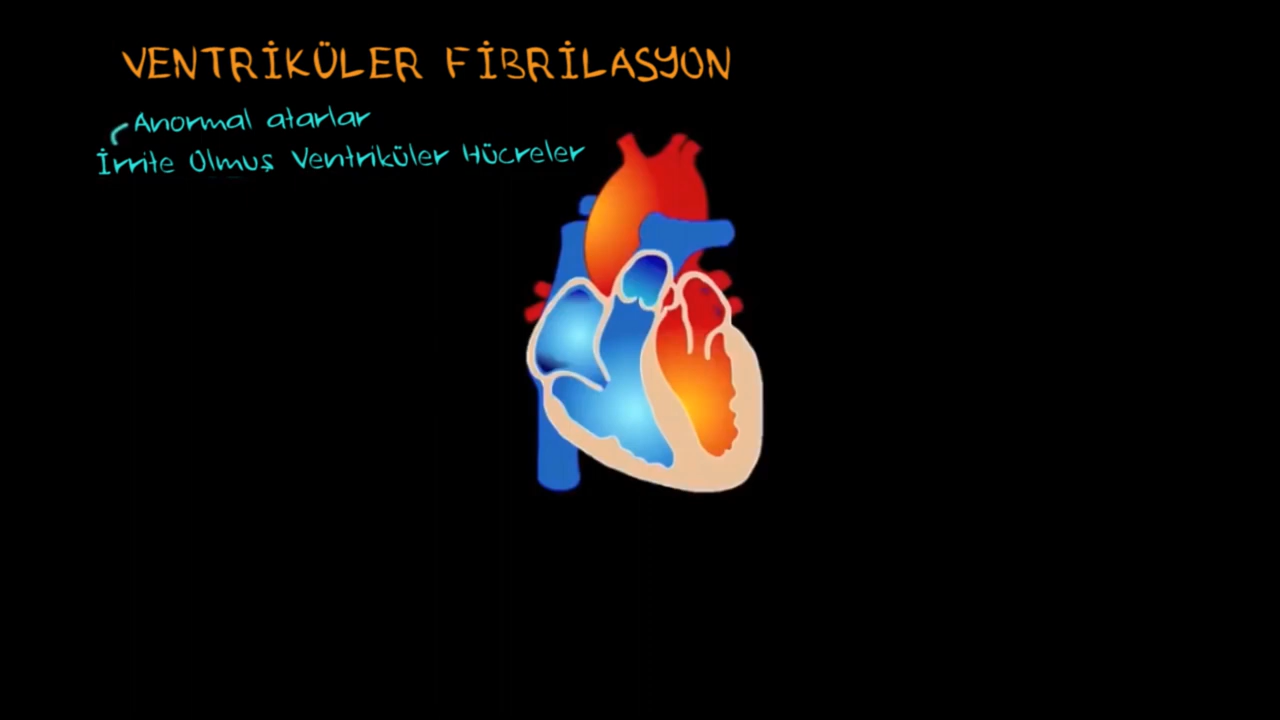 VENTRİKÜLER FİBRİLASYON
Anormal atarlar
İrrite Olmuş Ventriküler Hücreler